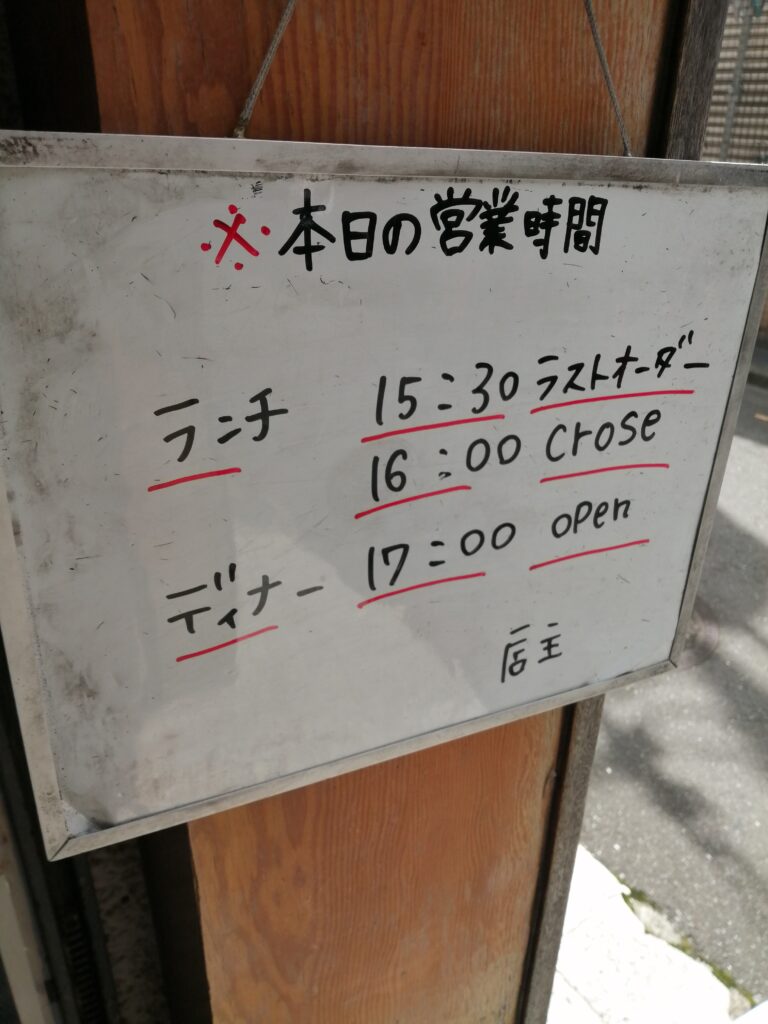 ※本日の営業時間
ランチ 15:30 ラストオーダー
16:00 crose
ディナー 17:00 open
店主